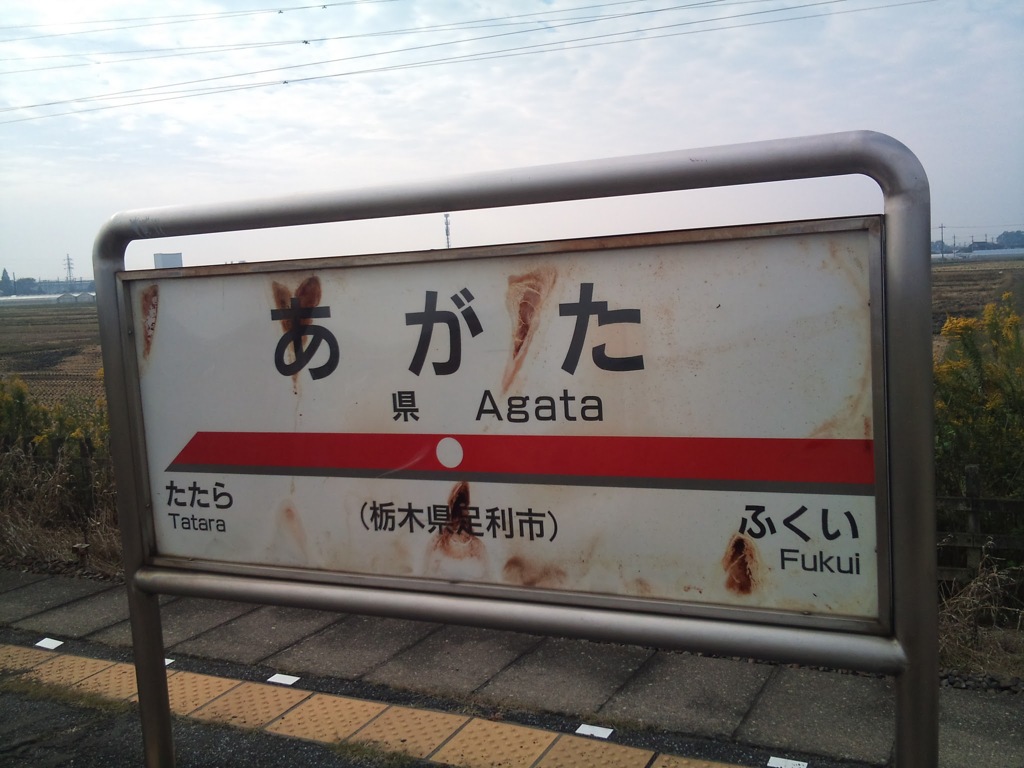 あがた
県 Agata
たたら
Tatara
（栃木県足利市）
ふくい
Fukui